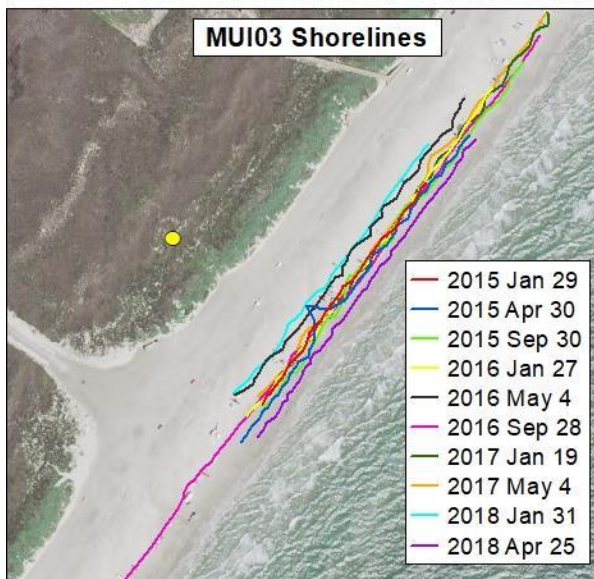 MUI03 Shorelines
2015 Jan 29
2015 Apr 30
2015 Sep 30
2016 Jan 27
2016 May 4
2016 Sep 28
2017 Jan 19
2017 May 4
2018 Jan 31
2018 Apr 25